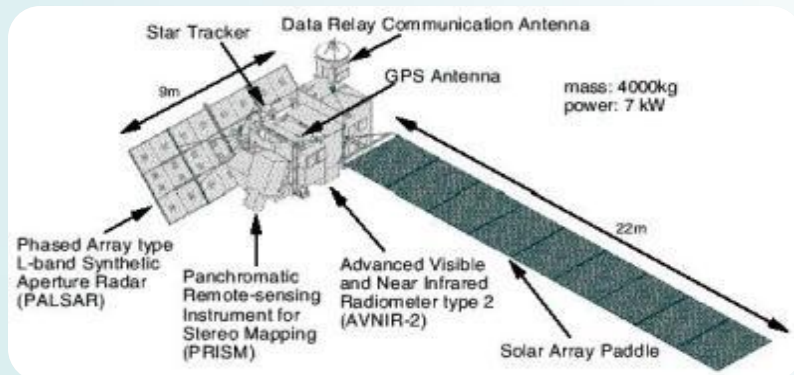 Star Tracker
Data Relay Communication Antenna
GPS Antenna
9m
mass: 4000kg
power: 7 kW
22m
Phased Array type
L-band Synthetic
Aperture Radar
(PALSAR)
Panchromatic
Remote-sensing
Instrument for
Stereo Mapping
(PRISM)
Advanced Visible
and Near Infrared
Radiometer type 2
(AVNIR-2)
Solar Array Paddle